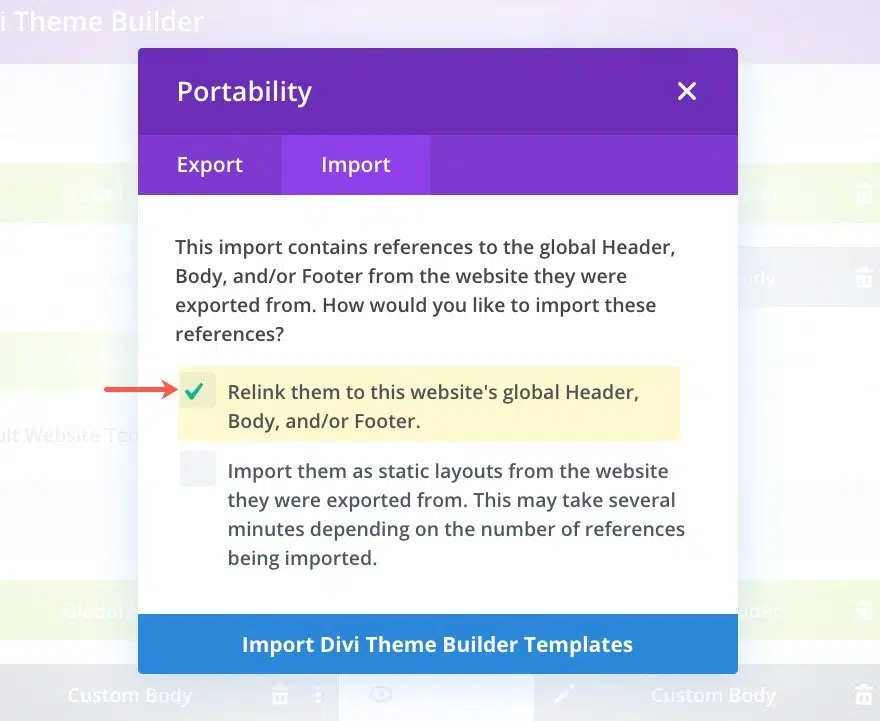 i Theme Builder
Portability
Export
Import
This import contains references to the global Header,
Body, and/or Footer from the website they were
exported from. How would you like to import these
references?
Relink them to this website's global Header,
Body, and/or Footer.
Import them as static layouts from the website
they were exported from. This may take several
minutes depending on the number of references
being imported.
ult Website Tem
Global
Import Divi Theme Builder Templates
Custom Body
Custom Body